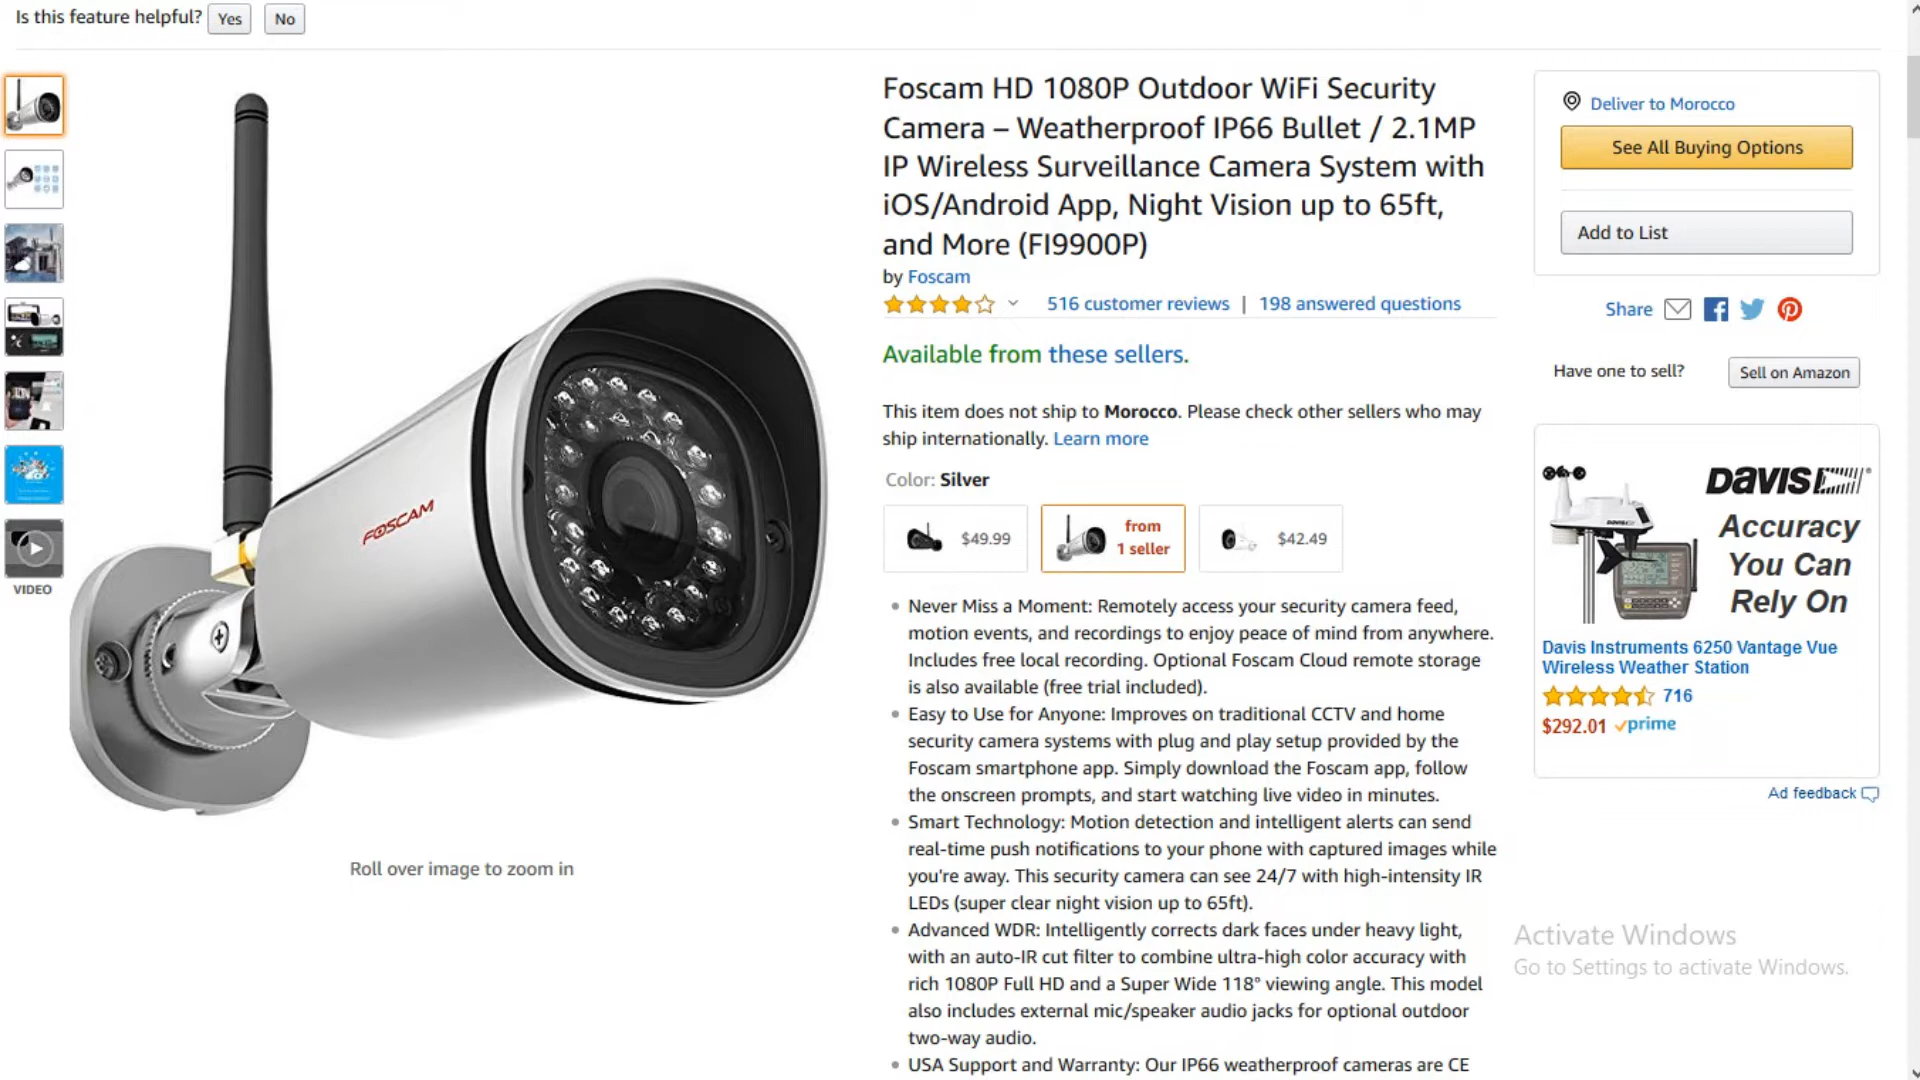 Is this feature helpful? Yes No
VIDEO
FOSCAM
Roll over image to zoom in
Foscam HD 1080P Outdoor WiFi Security
Camera – Weatherproof IP66 Bullet / 2.1MP
IP Wireless Surveillance Camera System with
iOS/Android App, Night Vision up to 65ft,
and More (FI9900P)
by Foscam
516 customer reviews | 198 answered questions
Available from these sellers.
This item does not ship to Morocco. Please check other sellers who may
ship internationally. Learn more
Color: Silver
$49.99
from
1 seller
$42.49
• Never Miss a Moment: Remotely access your security camera feed,
motion events, and recordings to enjoy peace of mind from anywhere.
Includes free local recording. Optional Foscam Cloud remote storage
is also available (free trial included).
• Easy to Use for Anyone: Improves on traditional CCTV and home
security camera systems with plug and play setup provided by the
Foscam smartphone app. Simply download the Foscam app, follow
the onscreen prompts, and start watching live video in minutes.
• Smart Technology: Motion detection and intelligent alerts can send
real-time push notifications to your phone with captured images while
you're away. This security camera can see 24/7 with high-intensity IR
LEDs (super clear night vision up to 65ft).
• Advanced WDR: Intelligently corrects dark faces under heavy light,
with an auto-IR cut filter to combine ultra-high color accuracy with
rich 1080P Full HD and a Super Wide 118° viewing angle. This model
also includes external mic/speaker audio jacks for optional outdoor
two-way audio.
• USA Support and Warranty: Our IP66 weatherproof cameras are CE
Deliver to Morocco
See All Buying Options
Add to List
Share
Have one to sell? Sell on Amazon
DAVIS
Accuracy
You Can
Rely On
Davis Instruments 6250 Vantage Vue
Wireless Weather Station
716
$292.01 prime
Ad feedback
Activate Windows
Go to Settings to activate Windows.